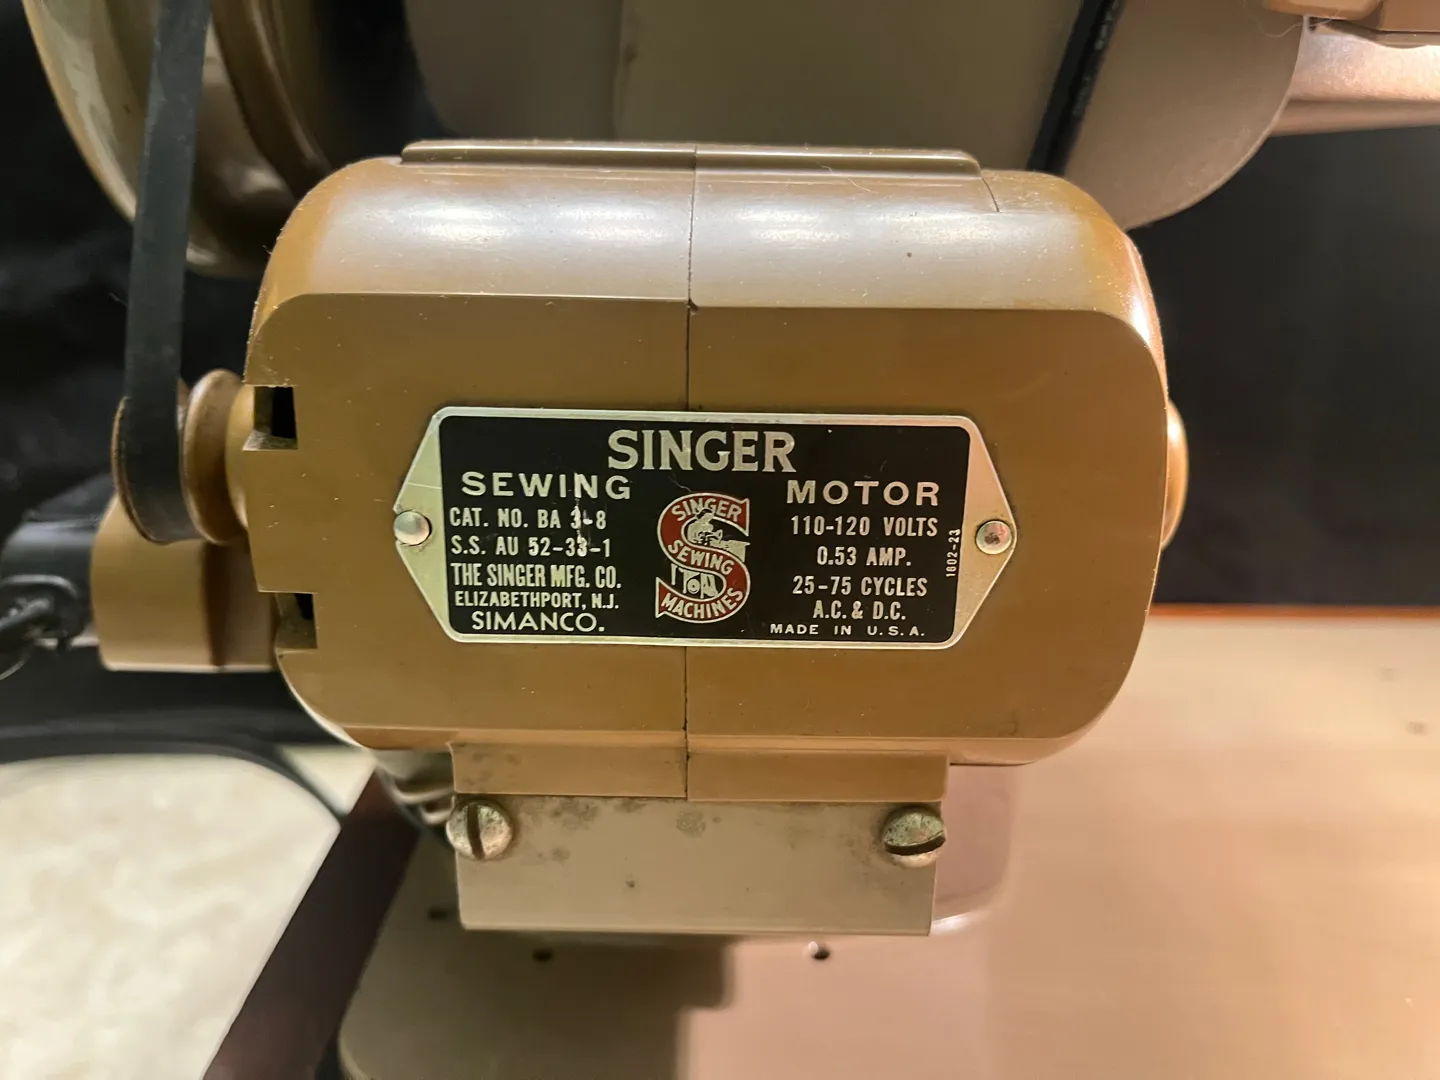 SINGER
SEWING MOTOR
CAT. NO. BA 3-8
S.S. AU 52-33-1
THE SINGER MFG. CO.
ELIZABETHPORT, N.J.
SIMANCO.
SINGER
SEWING
MACHINES
110-120 VOLTS
0.53 AMP.
25-75 CYCLES
A.C. & D.C.
MADE IN U.S.A.
1602-23